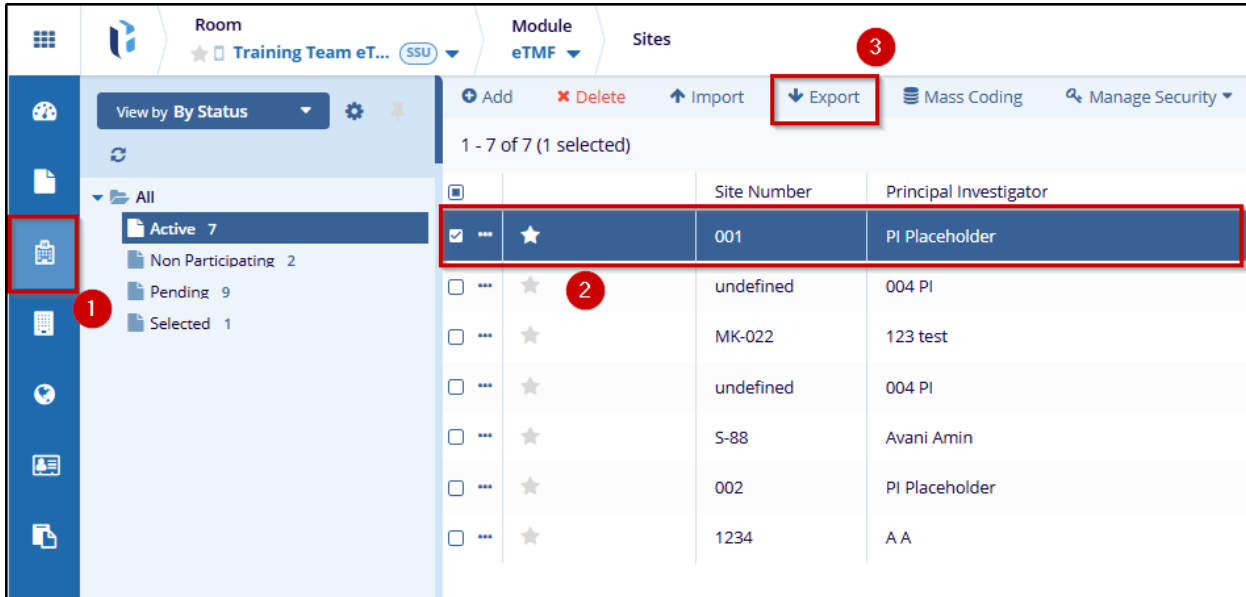 Room
Training Team eT... SSU
Module
eTMF
Sites
3
View by By Status
Add Delete Import Export Mass Coding Manage Security
1 - 7 of 7 (1 selected)
All
Active 7
Non Participating 2
Pending 9
Selected 1
1
Site Number Principal Investigator
001 PI Placeholder
2
undefined 004 PI
MK-022 123 test
undefined 004 PI
S-88 Avani Amin
002 PI Placeholder
1234 A A